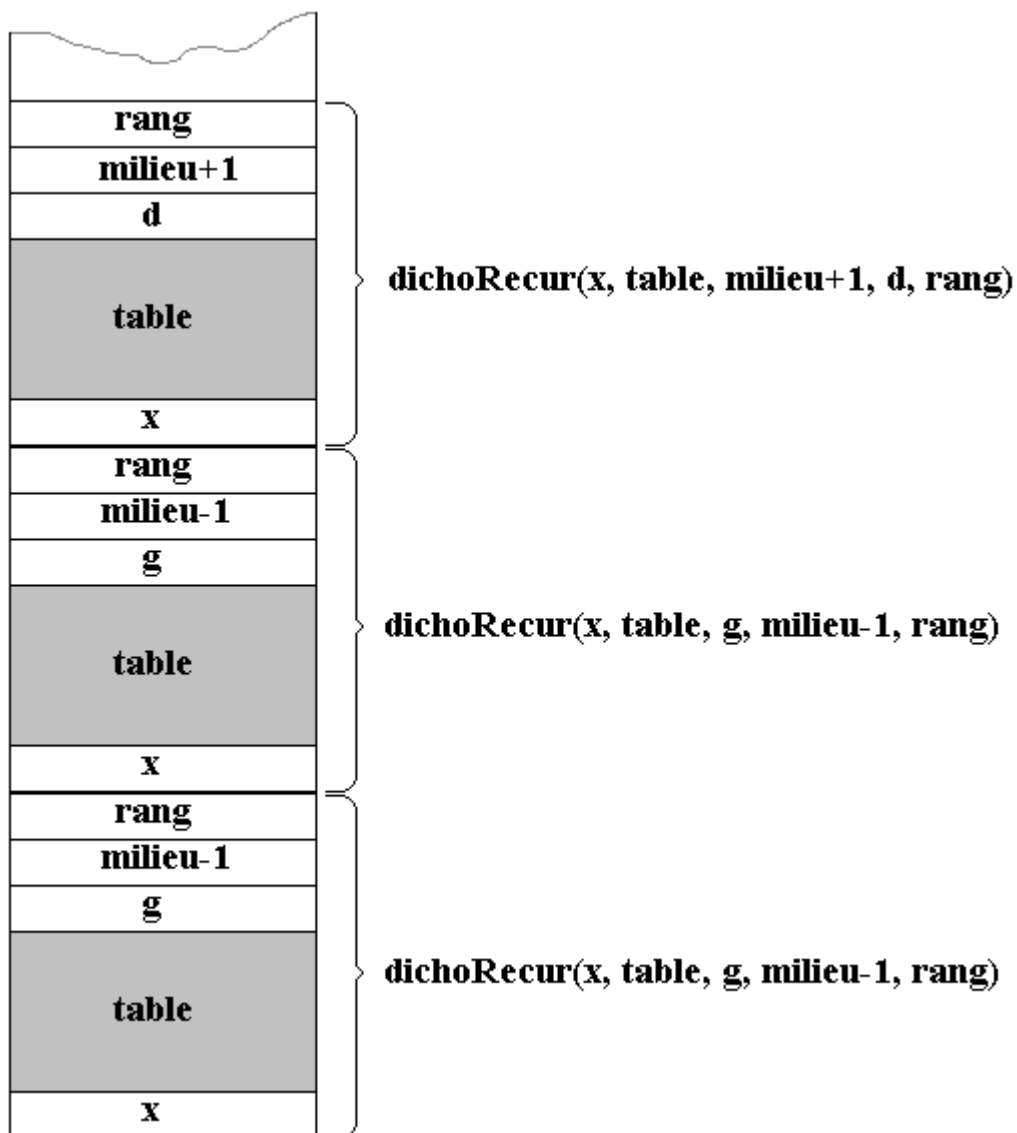 rang
milieu+1
d
table
x
dichoRecur(x, table, milieu+1, d, rang)
rang
milieu-1
g
table
x
dichoRecur(x, table, g, milieu-1, rang)
rang
milieu-1
g
table
x
dichoRecur(x, table, g, milieu-1, rang)